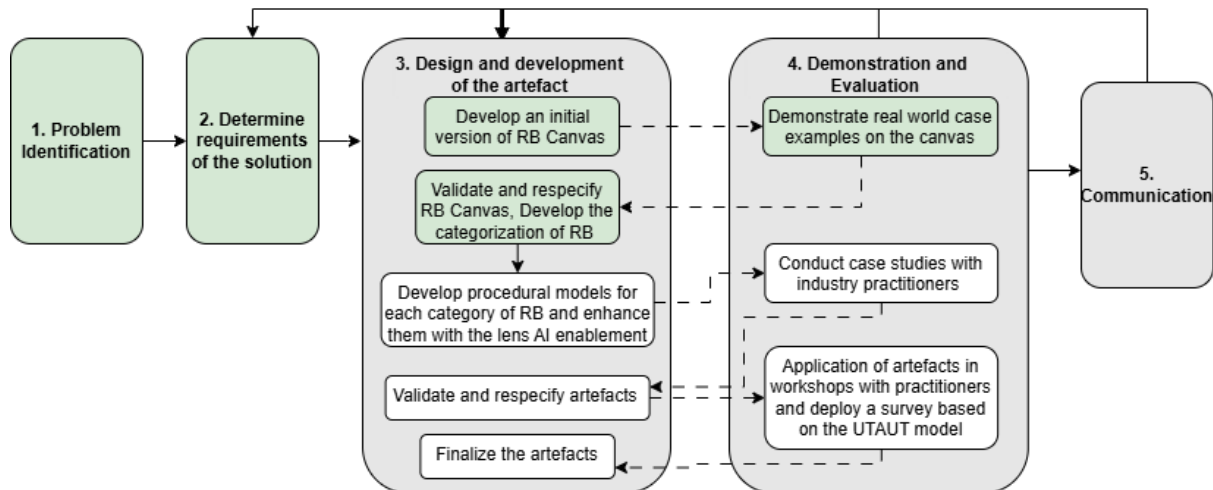 1. Problem
Identification
2. Determine
requirements
of the solution
3. Design and development
of the artefact
Develop an initial
version of RB Canvas
Validate and respecify
RB Canvas, Develop the
categorization of RB
Develop procedural models for
each category of RB and enhance
them with the lens AI enablement
Validate and respecify artefacts
Finalize the artefacts
4. Demonstration and
Evaluation
Demonstrate real world case
examples on the canvas
Conduct case studies with
industry practitioners
Application of artefacts in
workshops with practitioners
and deploy a survey based
on the UTAUT model
5.
Communication